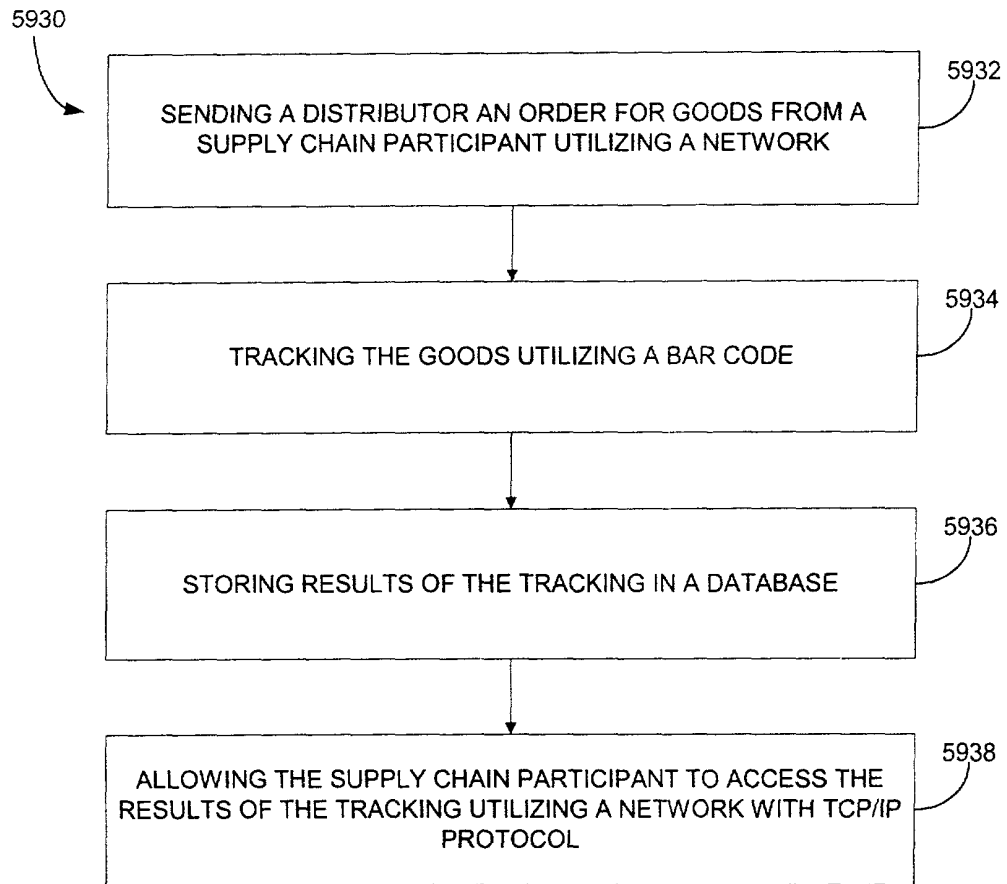 5930
5932
SENDING A DISTRIBUTOR AN ORDER FOR GOODS FROM A
SUPPLY CHAIN PARTICIPANT UTILIZING A NETWORK
5934
TRACKING THE GOODS UTILIZING A BAR CODE
5936
STORING RESULTS OF THE TRACKING IN A DATABASE
5938
ALLOWING THE SUPPLY CHAIN PARTICIPANT TO ACCESS THE
RESULTS OF THE TRACKING UTILIZING A NETWORK WITH TCP/IP
PROTOCOL